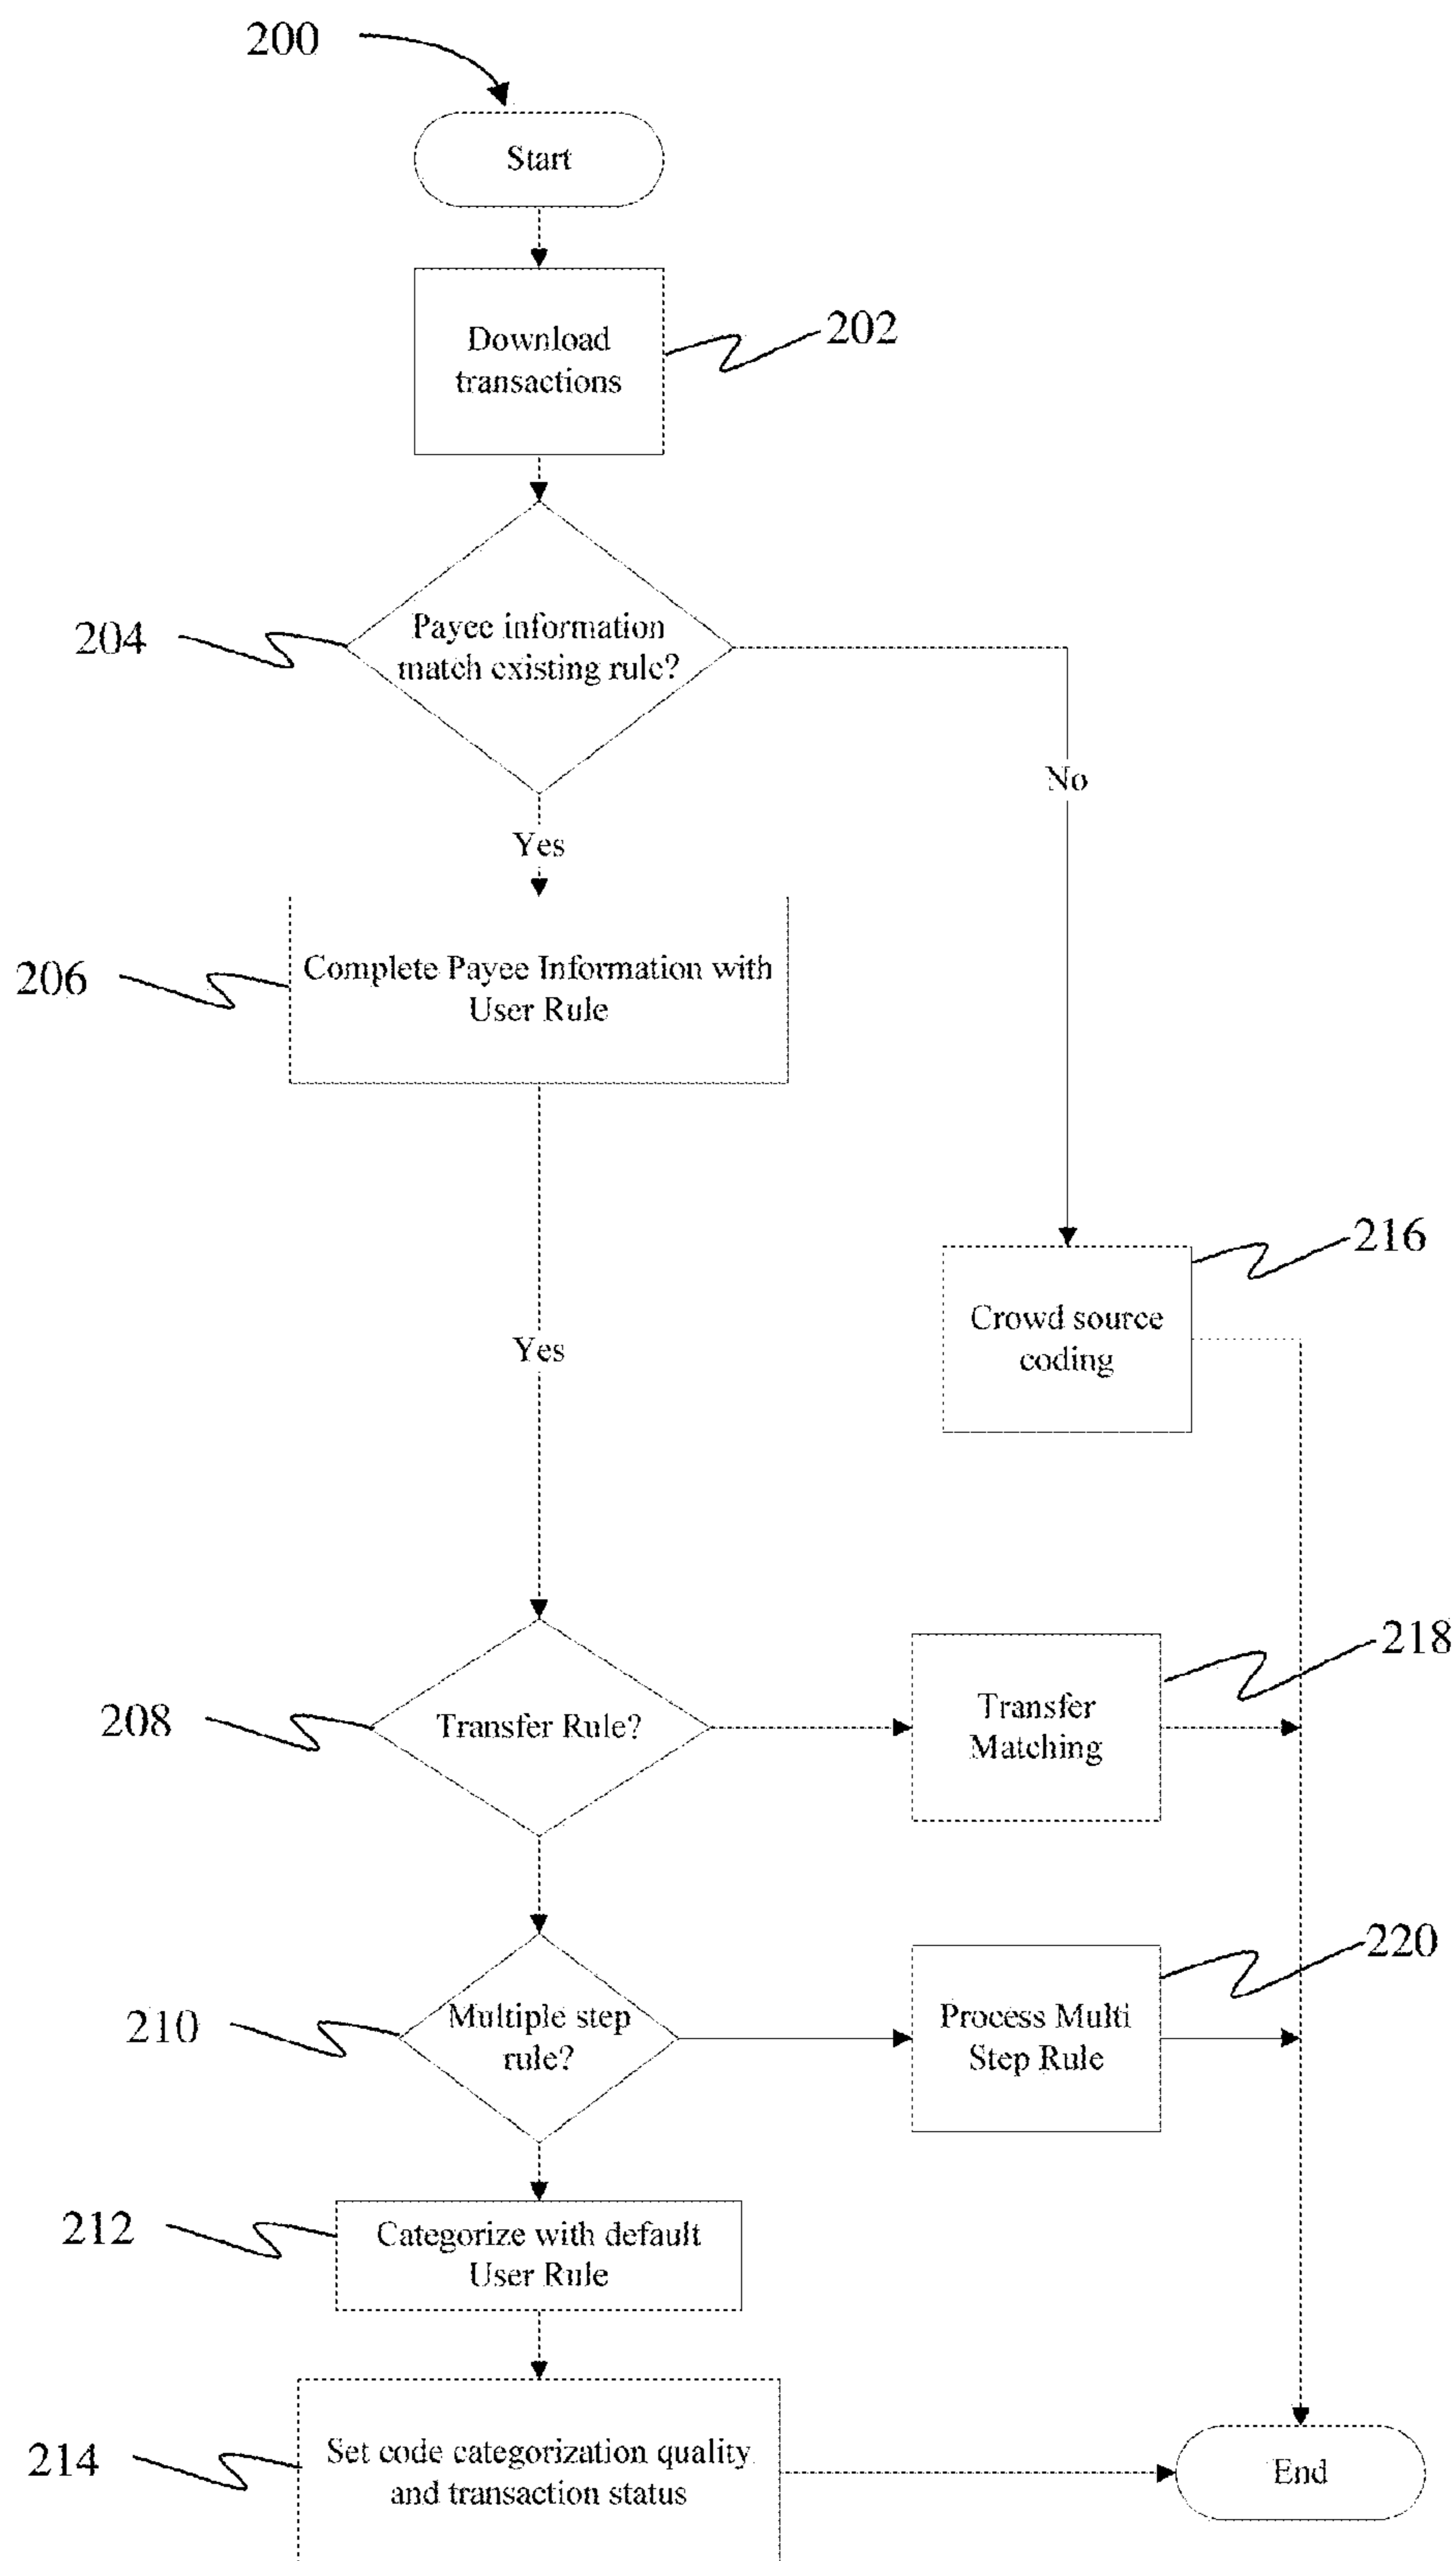 200
Start
Download
transactions
202
204
Payee information
match existing rule?
No
Yes
206
Complete Payee Information with
User Rule
Yes
216
Crowd source
coding
208
Transfer Rule?
218
Transfer
Matching
210
Multiple step
rule?
220
Process Multi
Step Rule
212
Categorize with default
User Rule
214
Set code categorization quality
and transaction status
End